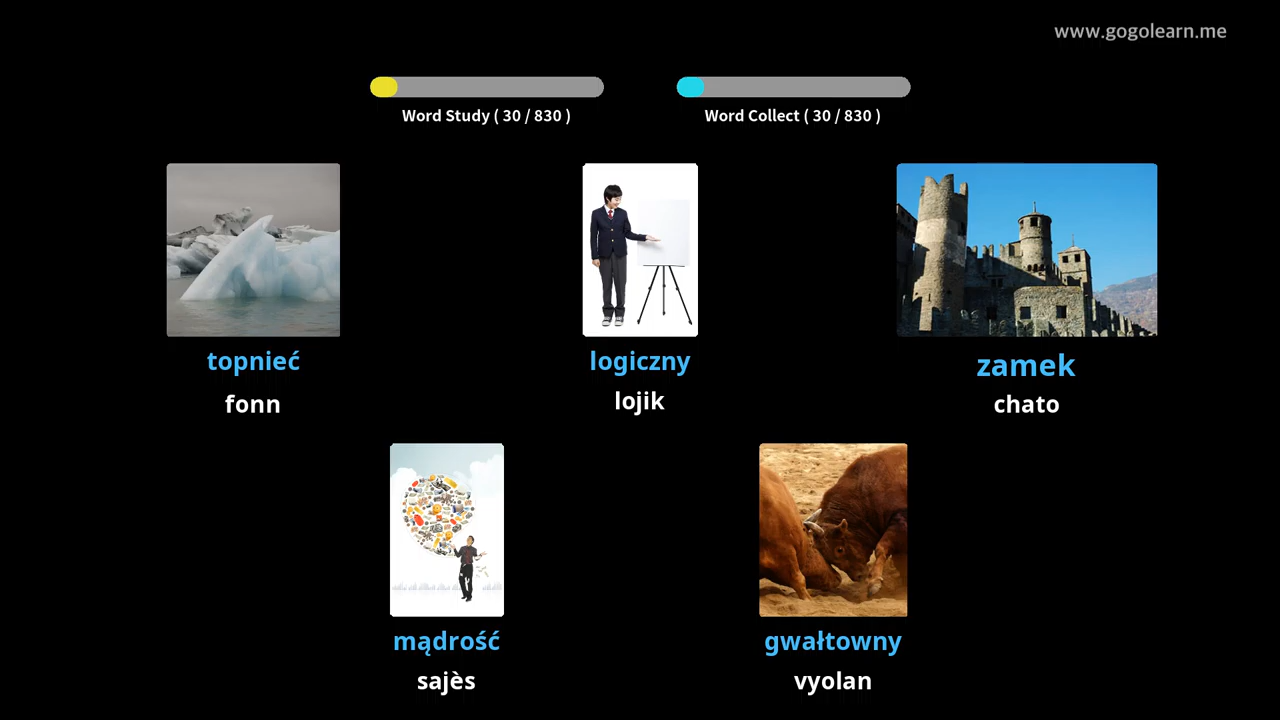 www.gogolearn.me
Word Study ( 30 / 830 )
Word Collect ( 30 / 830 )
topnieć
fonn
logiczny
lojik
zamek
chato
mądrość
sajès
gwałtowny
vyolan